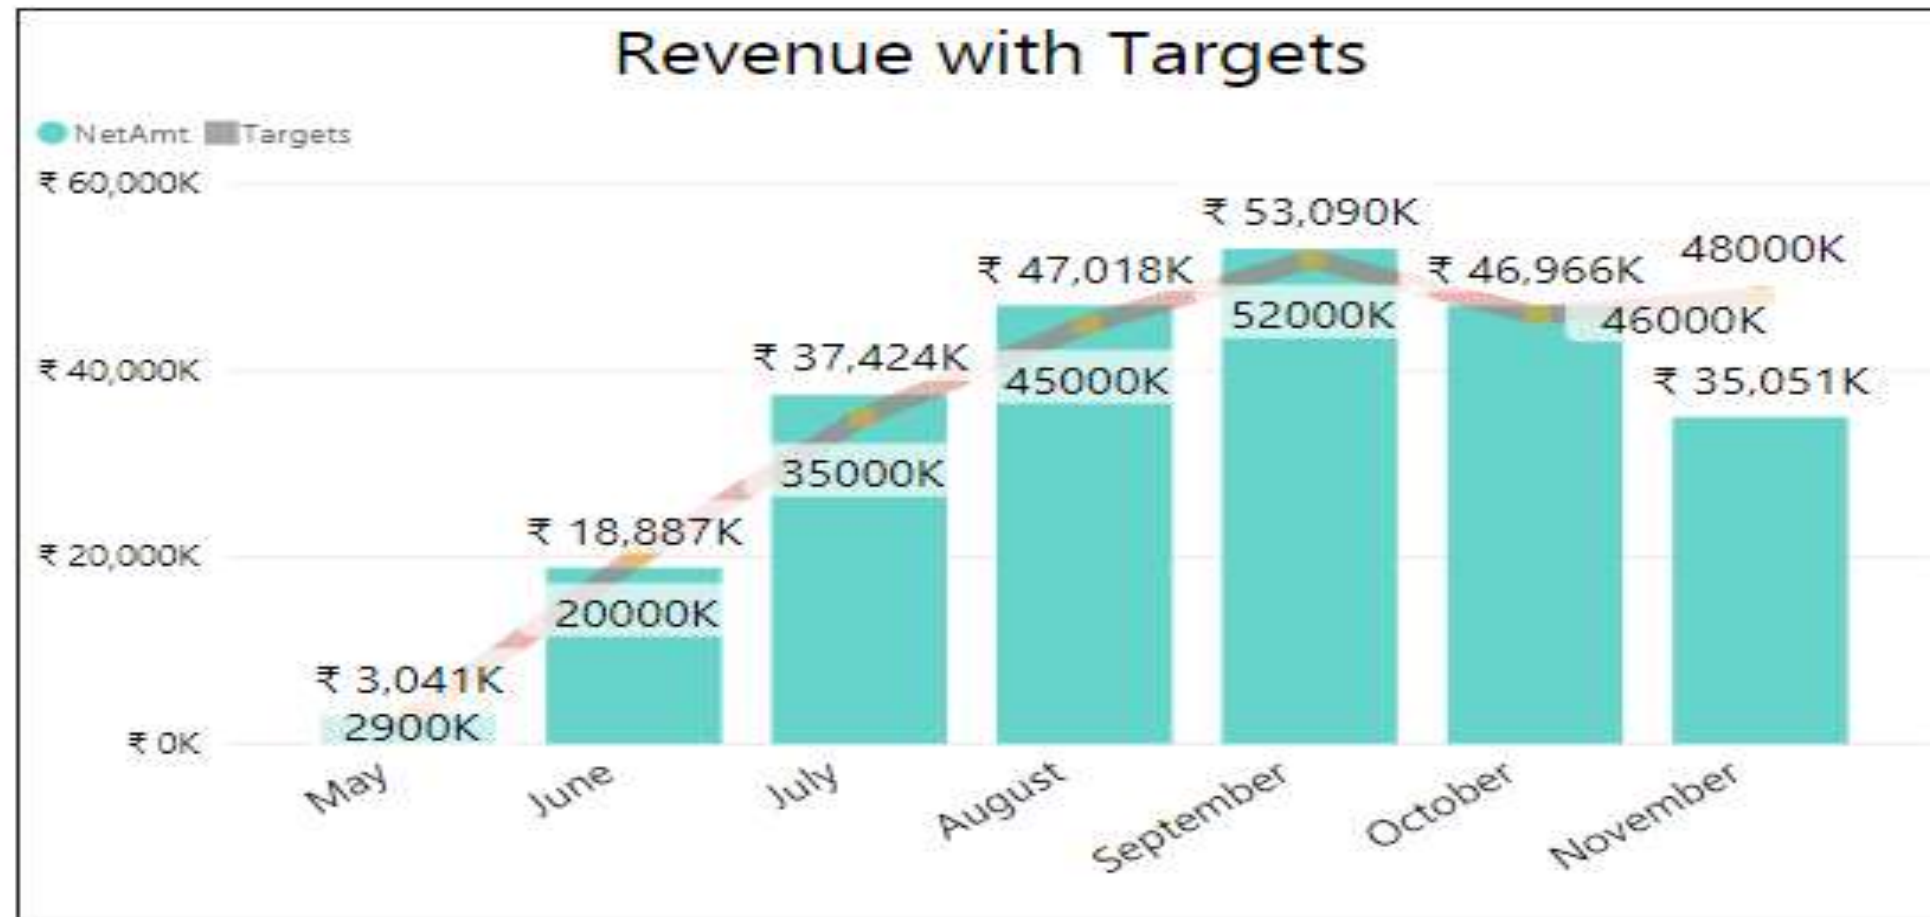 Revenue with Targets
NetAmt Targets
₹ 60,000K
₹ 40,000K
₹ 20,000K
₹ 0K
₹ 3,041K
2900K
₹ 18,887K
20000K
₹ 37,424K
35000K
₹ 47,018K
45000K
₹ 53,090K
52000K
₹ 46,966K
46000K
48000K
₹ 35,051K
May
June
July
August
September
October
November